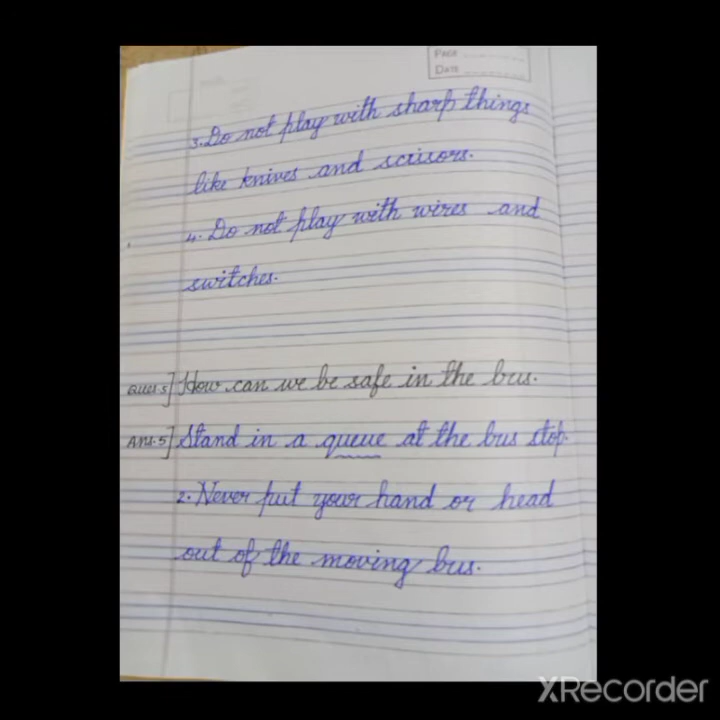 Page
Date
3. Do not play with sharp things
like knives and scissors.
4. Do not play with wires and
switches.
Ques.5] How can we be safe in the bus.
Ans.5] Stand in a queue at the bus stop.
2. Never put your hand or head
out of the moving bus.
XRecorder